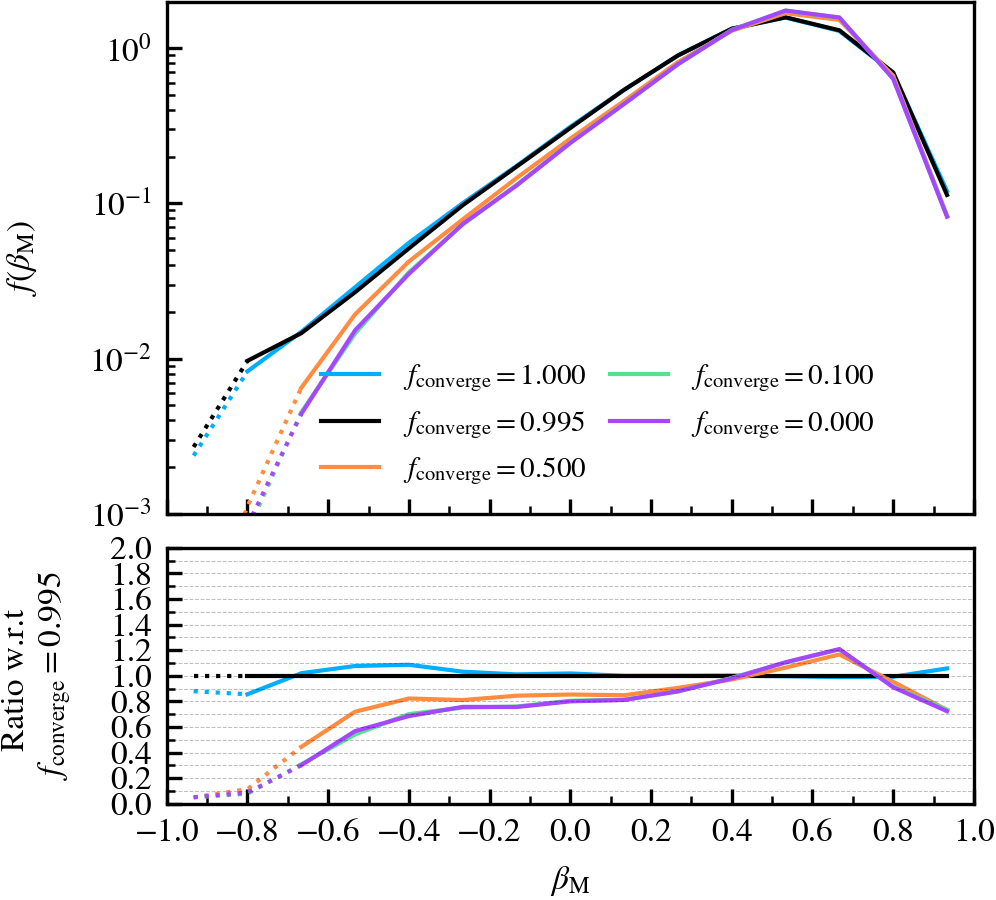 f(β_M)
10^0
10^−1
10^−2
10^−3
f_converge = 1.000
f_converge = 0.995
f_converge = 0.500
f_converge = 0.100
f_converge = 0.000
Ratio w.r.t
f_converge = 0.995
2.0
1.8
1.6
1.4
1.2
1.0
0.8
0.6
0.4
0.2
0.0
−1.0 −0.8 −0.6 −0.4 −0.2 0.0 0.2 0.4 0.6 0.8 1.0
β_M